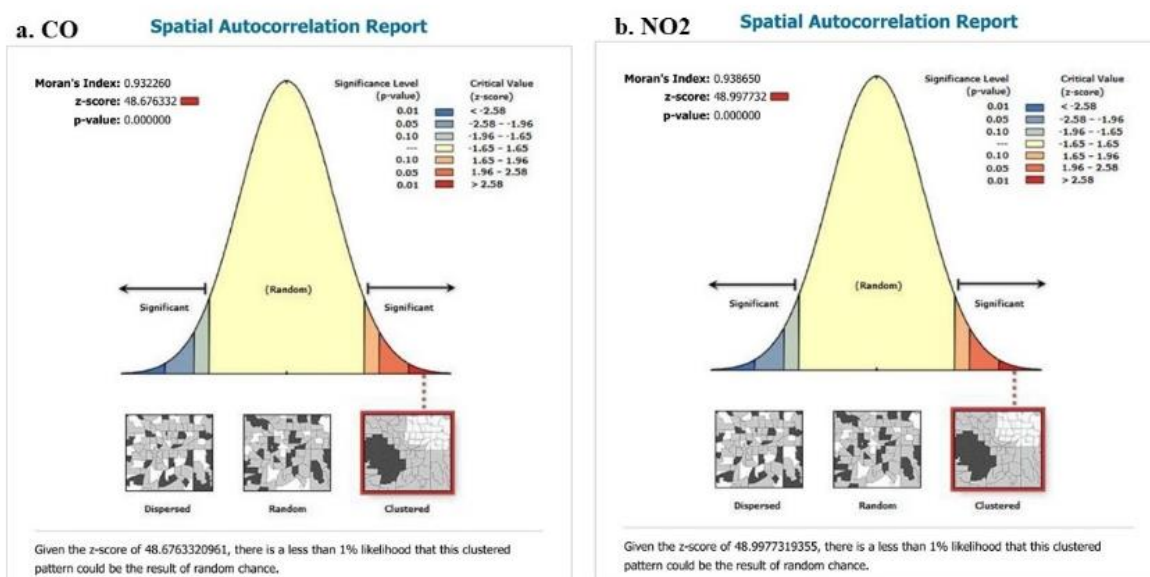 a. CO
Spatial Autocorrelation Report
Moran's Index: 0.932260
z-score: 48.676332
p-value: 0.000000
Significance Level
(p-value)
Critical Value
(z-score)
0.01 < -2.58
0.05 -2.58 - -1.96
0.10 -1.96 - -1.65
--- -1.65 - 1.65
0.10 1.65 - 1.96
0.05 1.96 - 2.58
0.01 > 2.58
Significant
(Random)
Significant
Dispersed
Random
Clustered
Given the z-score of 48.6763320961, there is a less than 1% likelihood that this clustered
pattern could be the result of random chance.
b. NO2
Spatial Autocorrelation Report
Moran's Index: 0.938650
z-score: 48.997732
p-value: 0.000000
Significance Level
(p-value)
Critical Value
(z-score)
0.01 < -2.58
0.05 -2.58 - -1.96
0.10 -1.96 - -1.65
--- -1.65 - 1.65
0.10 1.65 - 1.96
0.05 1.96 - 2.58
0.01 > 2.58
Significant
(Random)
Significant
Dispersed
Random
Clustered
Given the z-score of 48.9977319355, there is a less than 1% likelihood that this clustered
pattern could be the result of random chance.